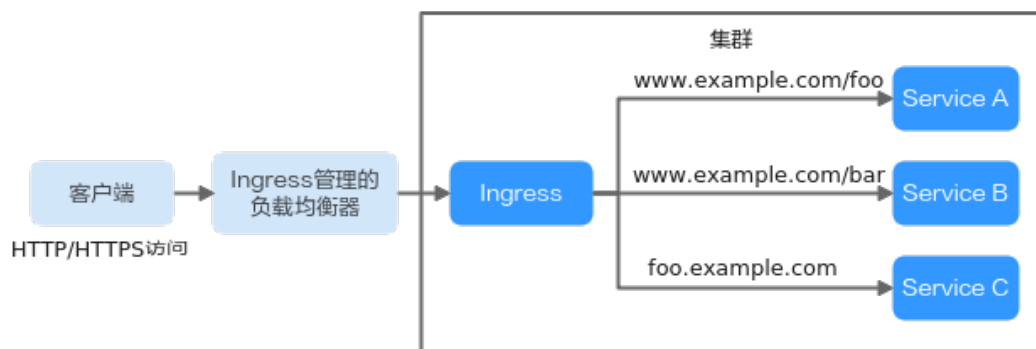 集群
www.example.com/foo
Service A
客户端
Ingress管理的
负载均衡器
Ingress
www.example.com/bar
Service B
HTTP/HTTPS访问
foo.example.com
Service C